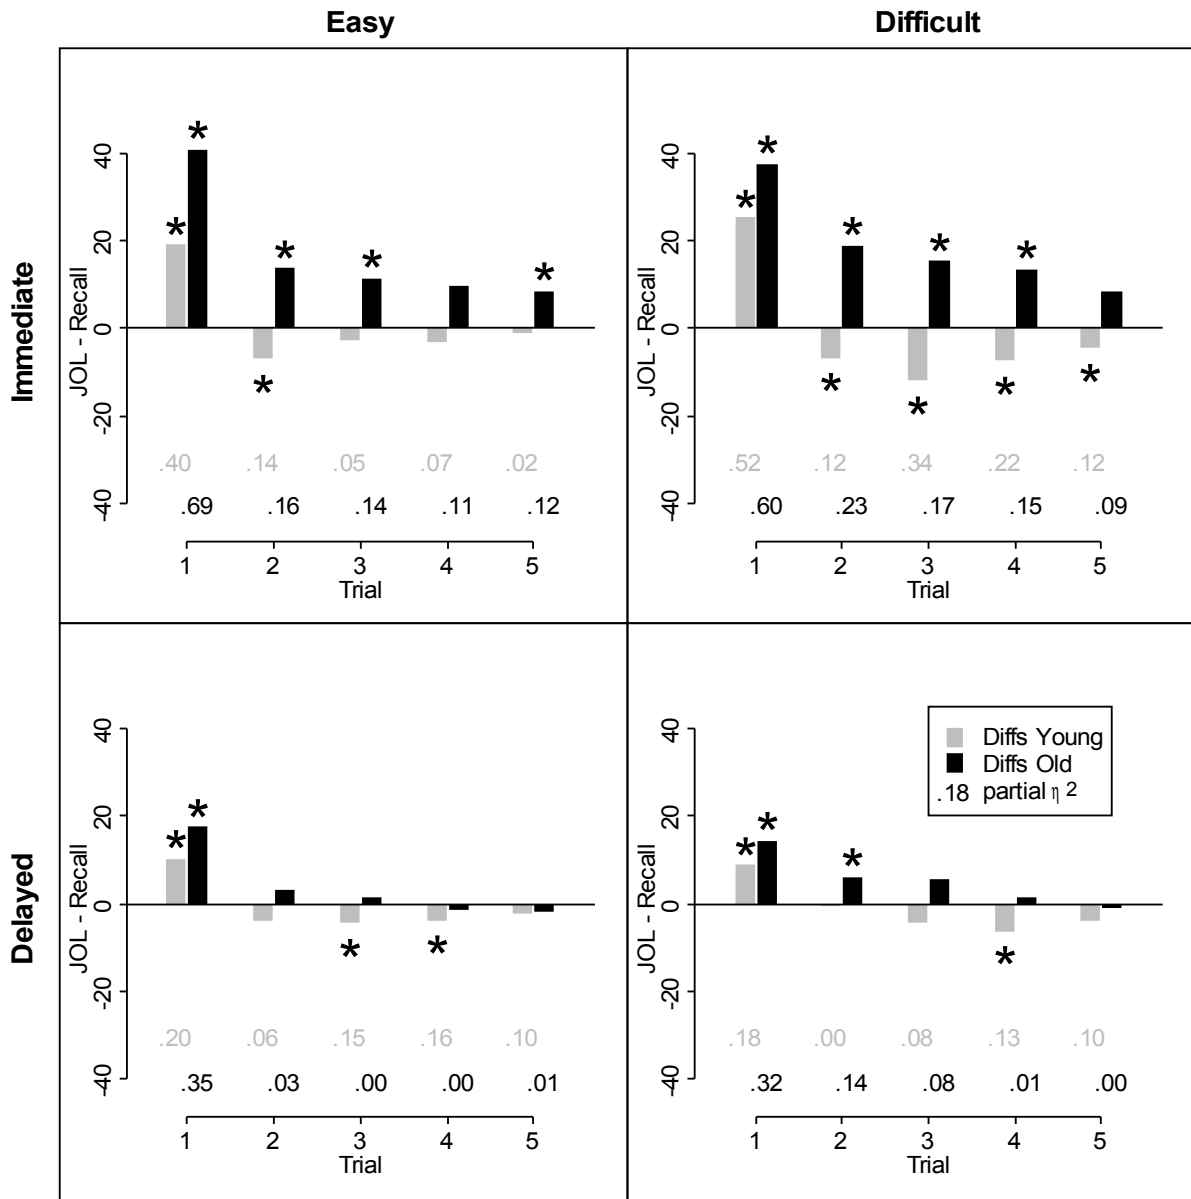 Easy Difficult
Immediate
JOL - Recall
40
20
0
-20
-40
* * * * * *
.40 .14 .05 .07 .02
.69 .16 .14 .11 .12
1 2 3 4 5
Trial
JOL - Recall
40
20
0
-20
-40
* * * * * * * * *
.52 .12 .34 .22 .12
.60 .23 .17 .15 .09
1 2 3 4 5
Trial
Delayed
JOL - Recall
40
20
0
-20
-40
* * * *
.20 .06 .15 .16 .10
.35 .03 .00 .00 .01
1 2 3 4 5
Trial
Diffs Young
Diffs Old
.18 partial η 2
JOL - Recall
40
20
0
-20
-40
* * * *
.18 .00 .08 .13 .10
.32 .14 .08 .01 .00
1 2 3 4 5
Trial